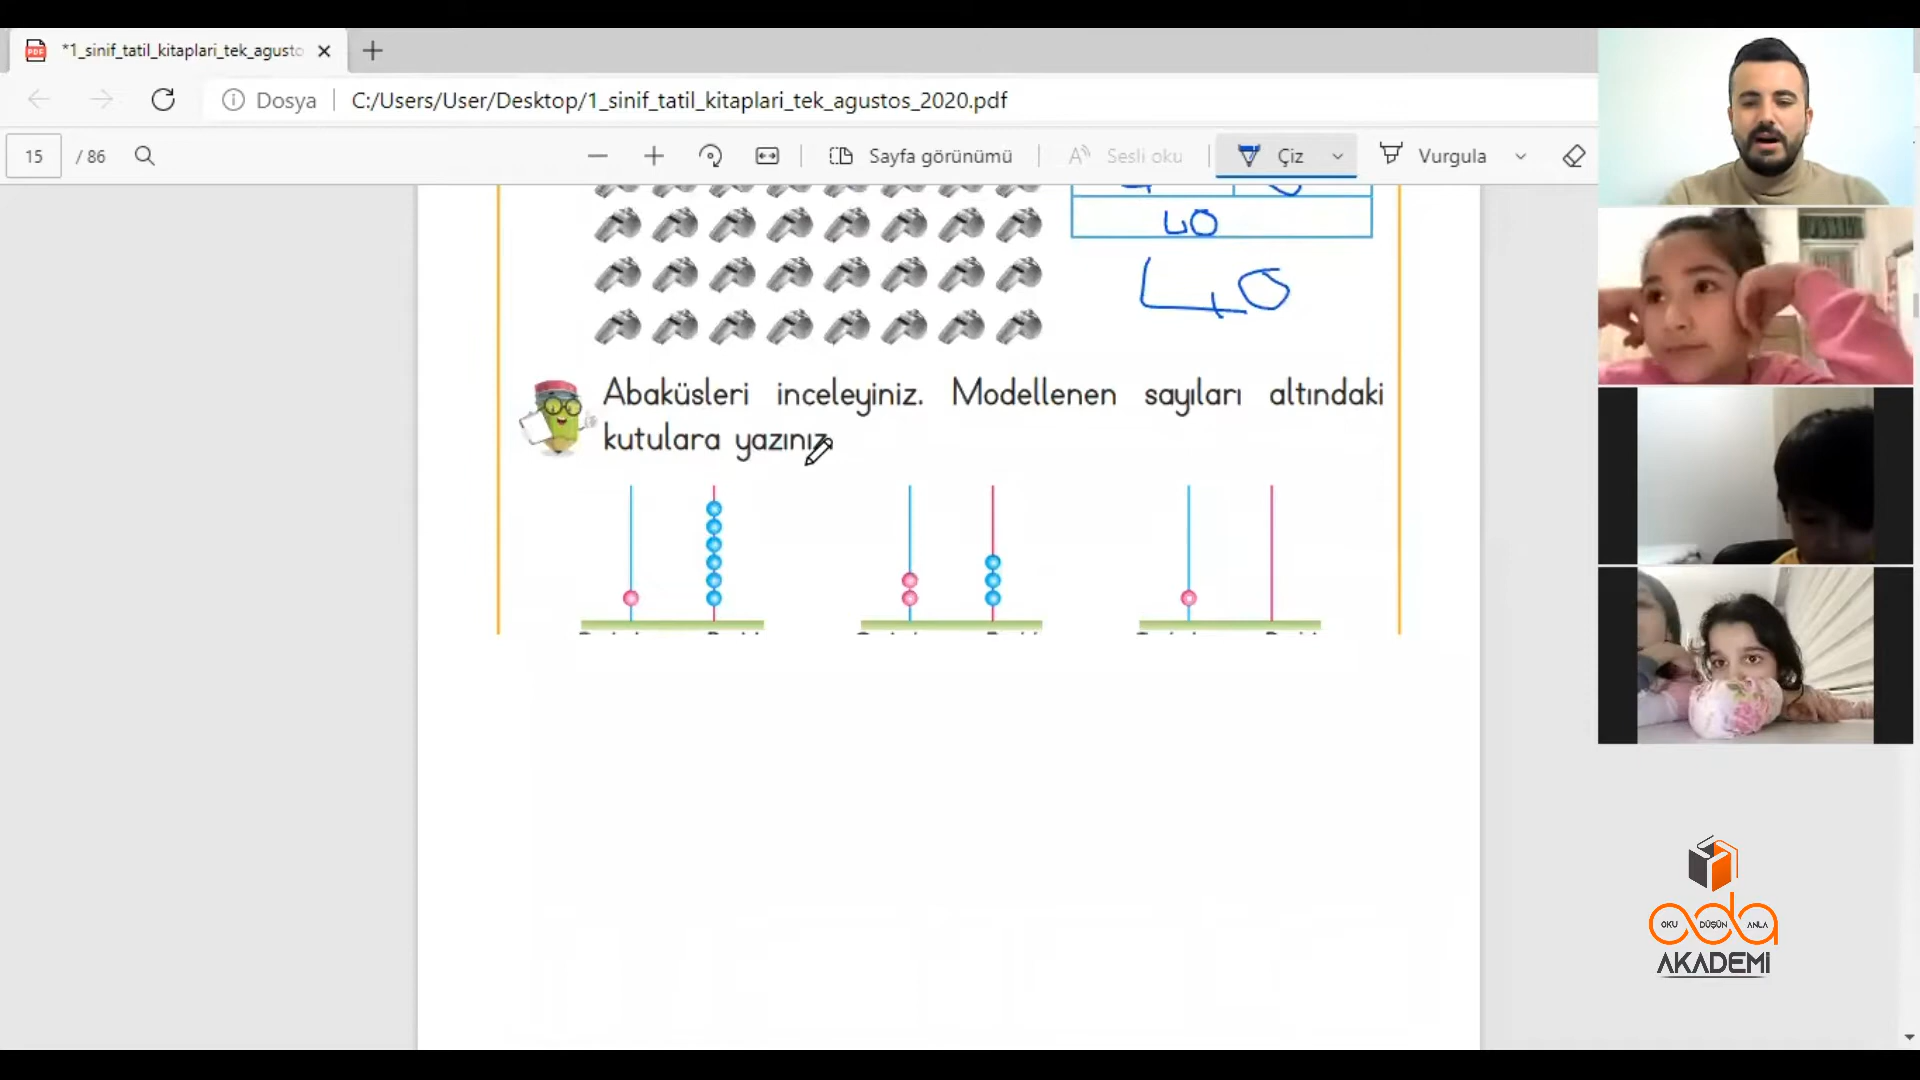 *1_sinif_tatil_kitaplari_tek_agusto
Dosya
C:/Users/User/Desktop/1_sinif_tatil_kitaplari_tek_agustos_2020.pdf
15 / 86
Sayfa görünümü
Sesli oku
Çiz
Vurgula
40
40
Abaküsleri inceleyiniz. Modellenen sayıları altındaki
kutulara yazınız.
OKU DÜŞÜN ANLA
oda
AKADEMİ